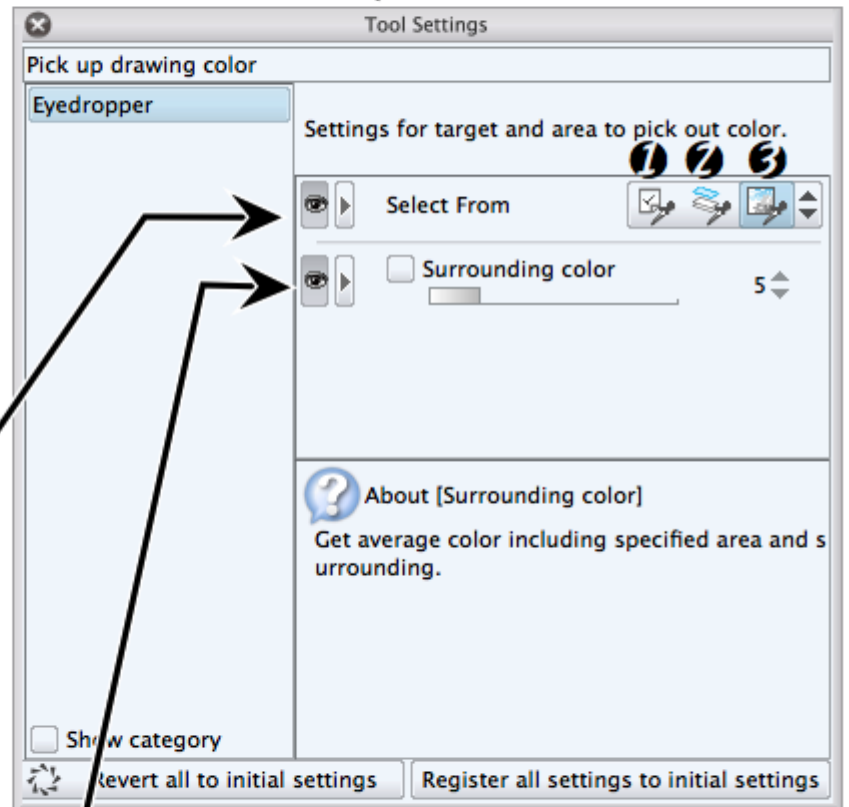 Tool Settings
Pick up drawing color
Eyedropper
Settings for target and area to pick out color.
1 2 3
Select From
Surrounding color
5
About [Surrounding color]
Get average color including specified area and s
urrounding.
Show category
Revert all to initial settings
Register all settings to initial settings